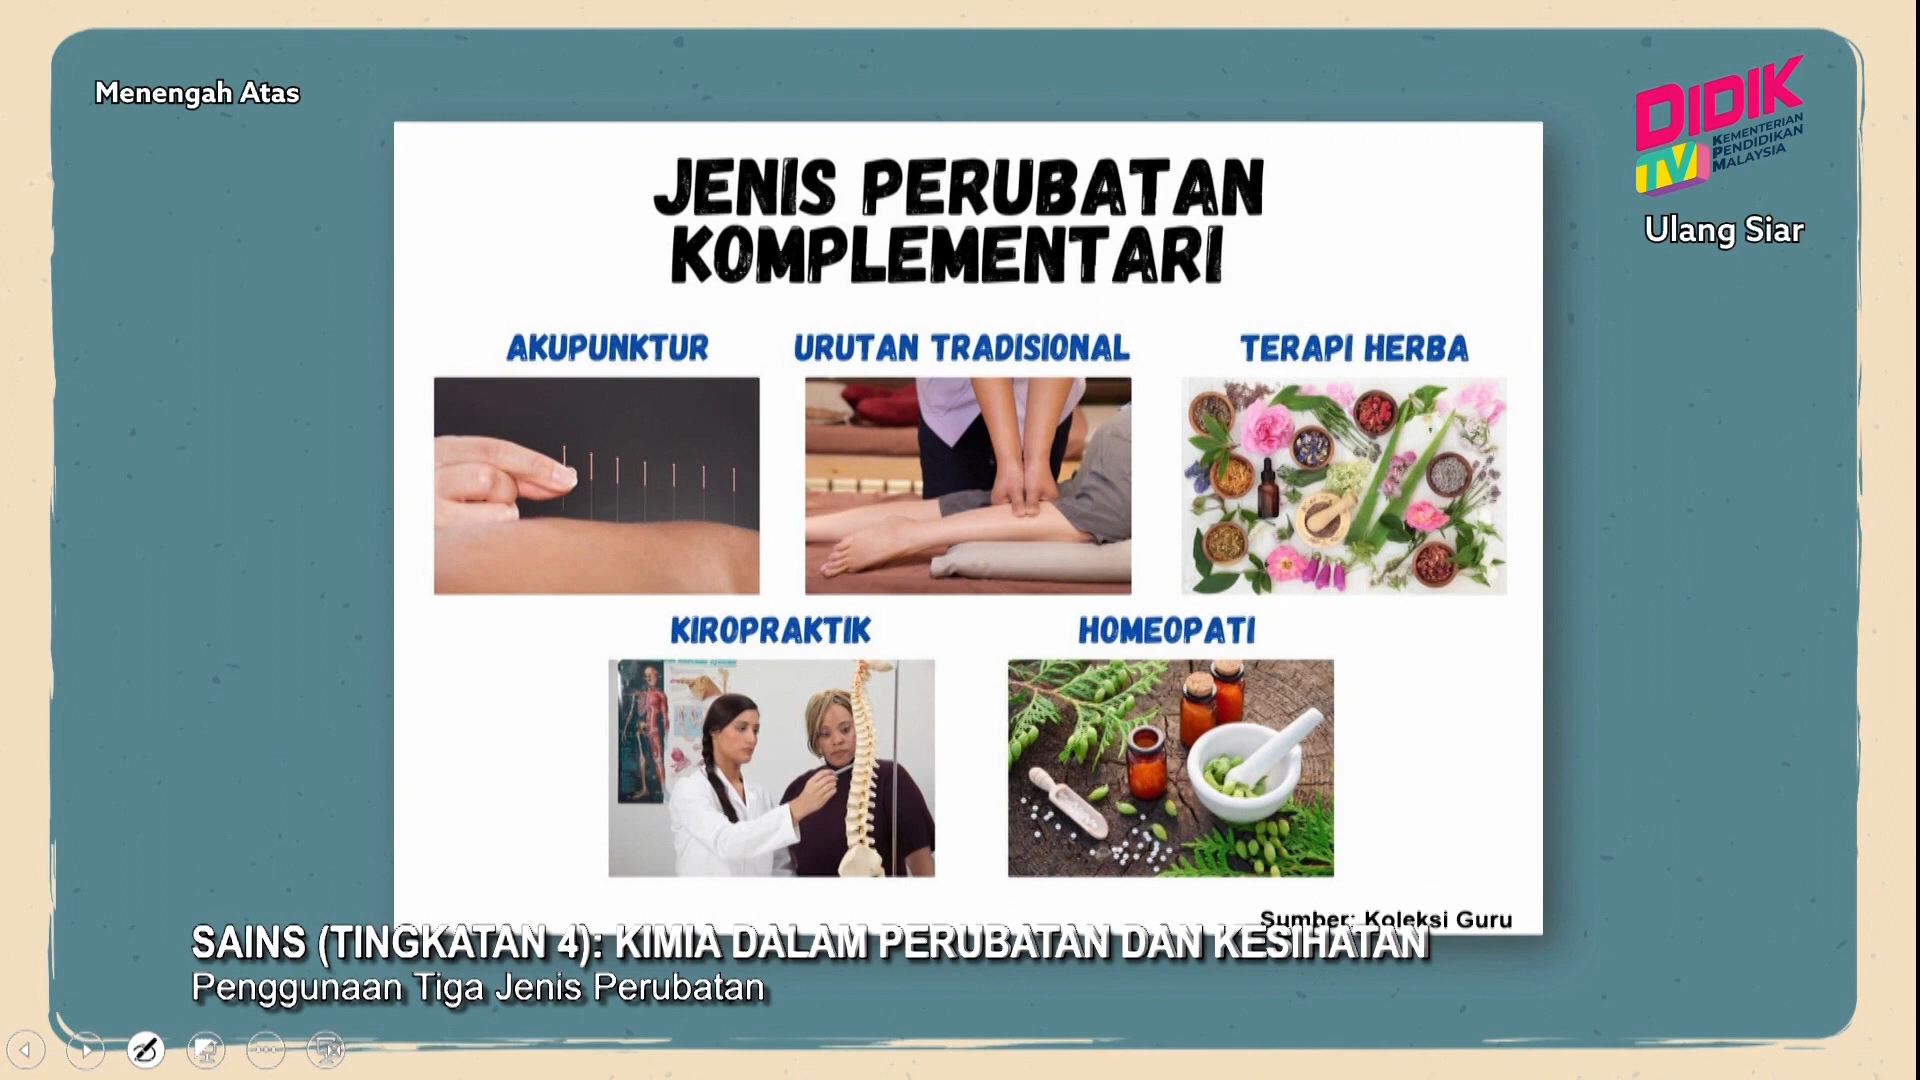 Menengah Atas
DIDIK
TV
KEMENTERIAN
PENDIDIKAN
MALAYSIA
Ulang Siar
JENIS PERUBATAN
KOMPLEMENTARI
AKUPUNKTUR
URUTAN TRADISIONAL
TERAPI HERBA
KIROPRAKTIK
HOMEOPATI
Sumber: Koleksi Guru
SAINS (TINGKATAN 4): KIMIA DALAM PERUBATAN DAN KESIHATAN
Penggunaan Tiga Jenis Perubatan